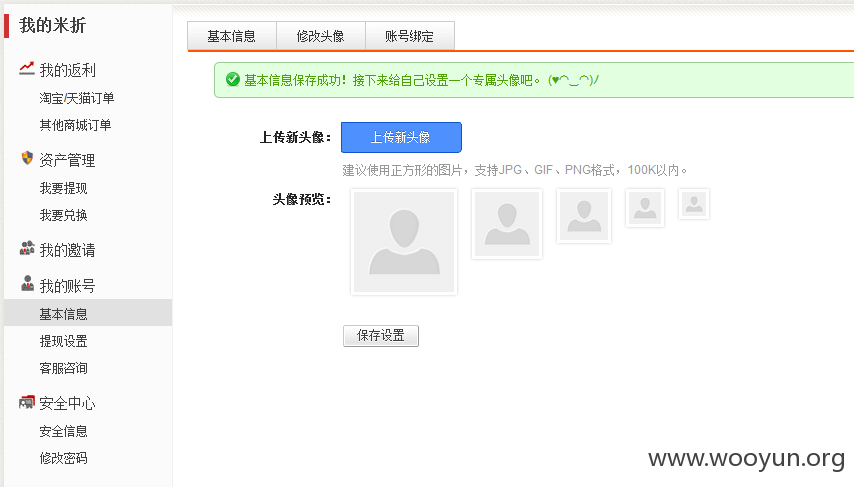 我的米折
我的返利
淘宝/天猫订单
其他商城订单
资产管理
我要提现
我要兑换
我的邀请
我的账号
基本信息
提现设置
客服咨询
安全中心
安全信息
修改密码
基本信息
修改头像
账号绑定
基本信息保存成功！接下来给自己设置一个专属头像吧。(♥◠‿◠)ﾉ
上传新头像：
上传新头像
建议使用正方形的图片，支持JPG、GIF、PNG格式，100K以内。
头像预览：
保存设置
www.wooyun.org